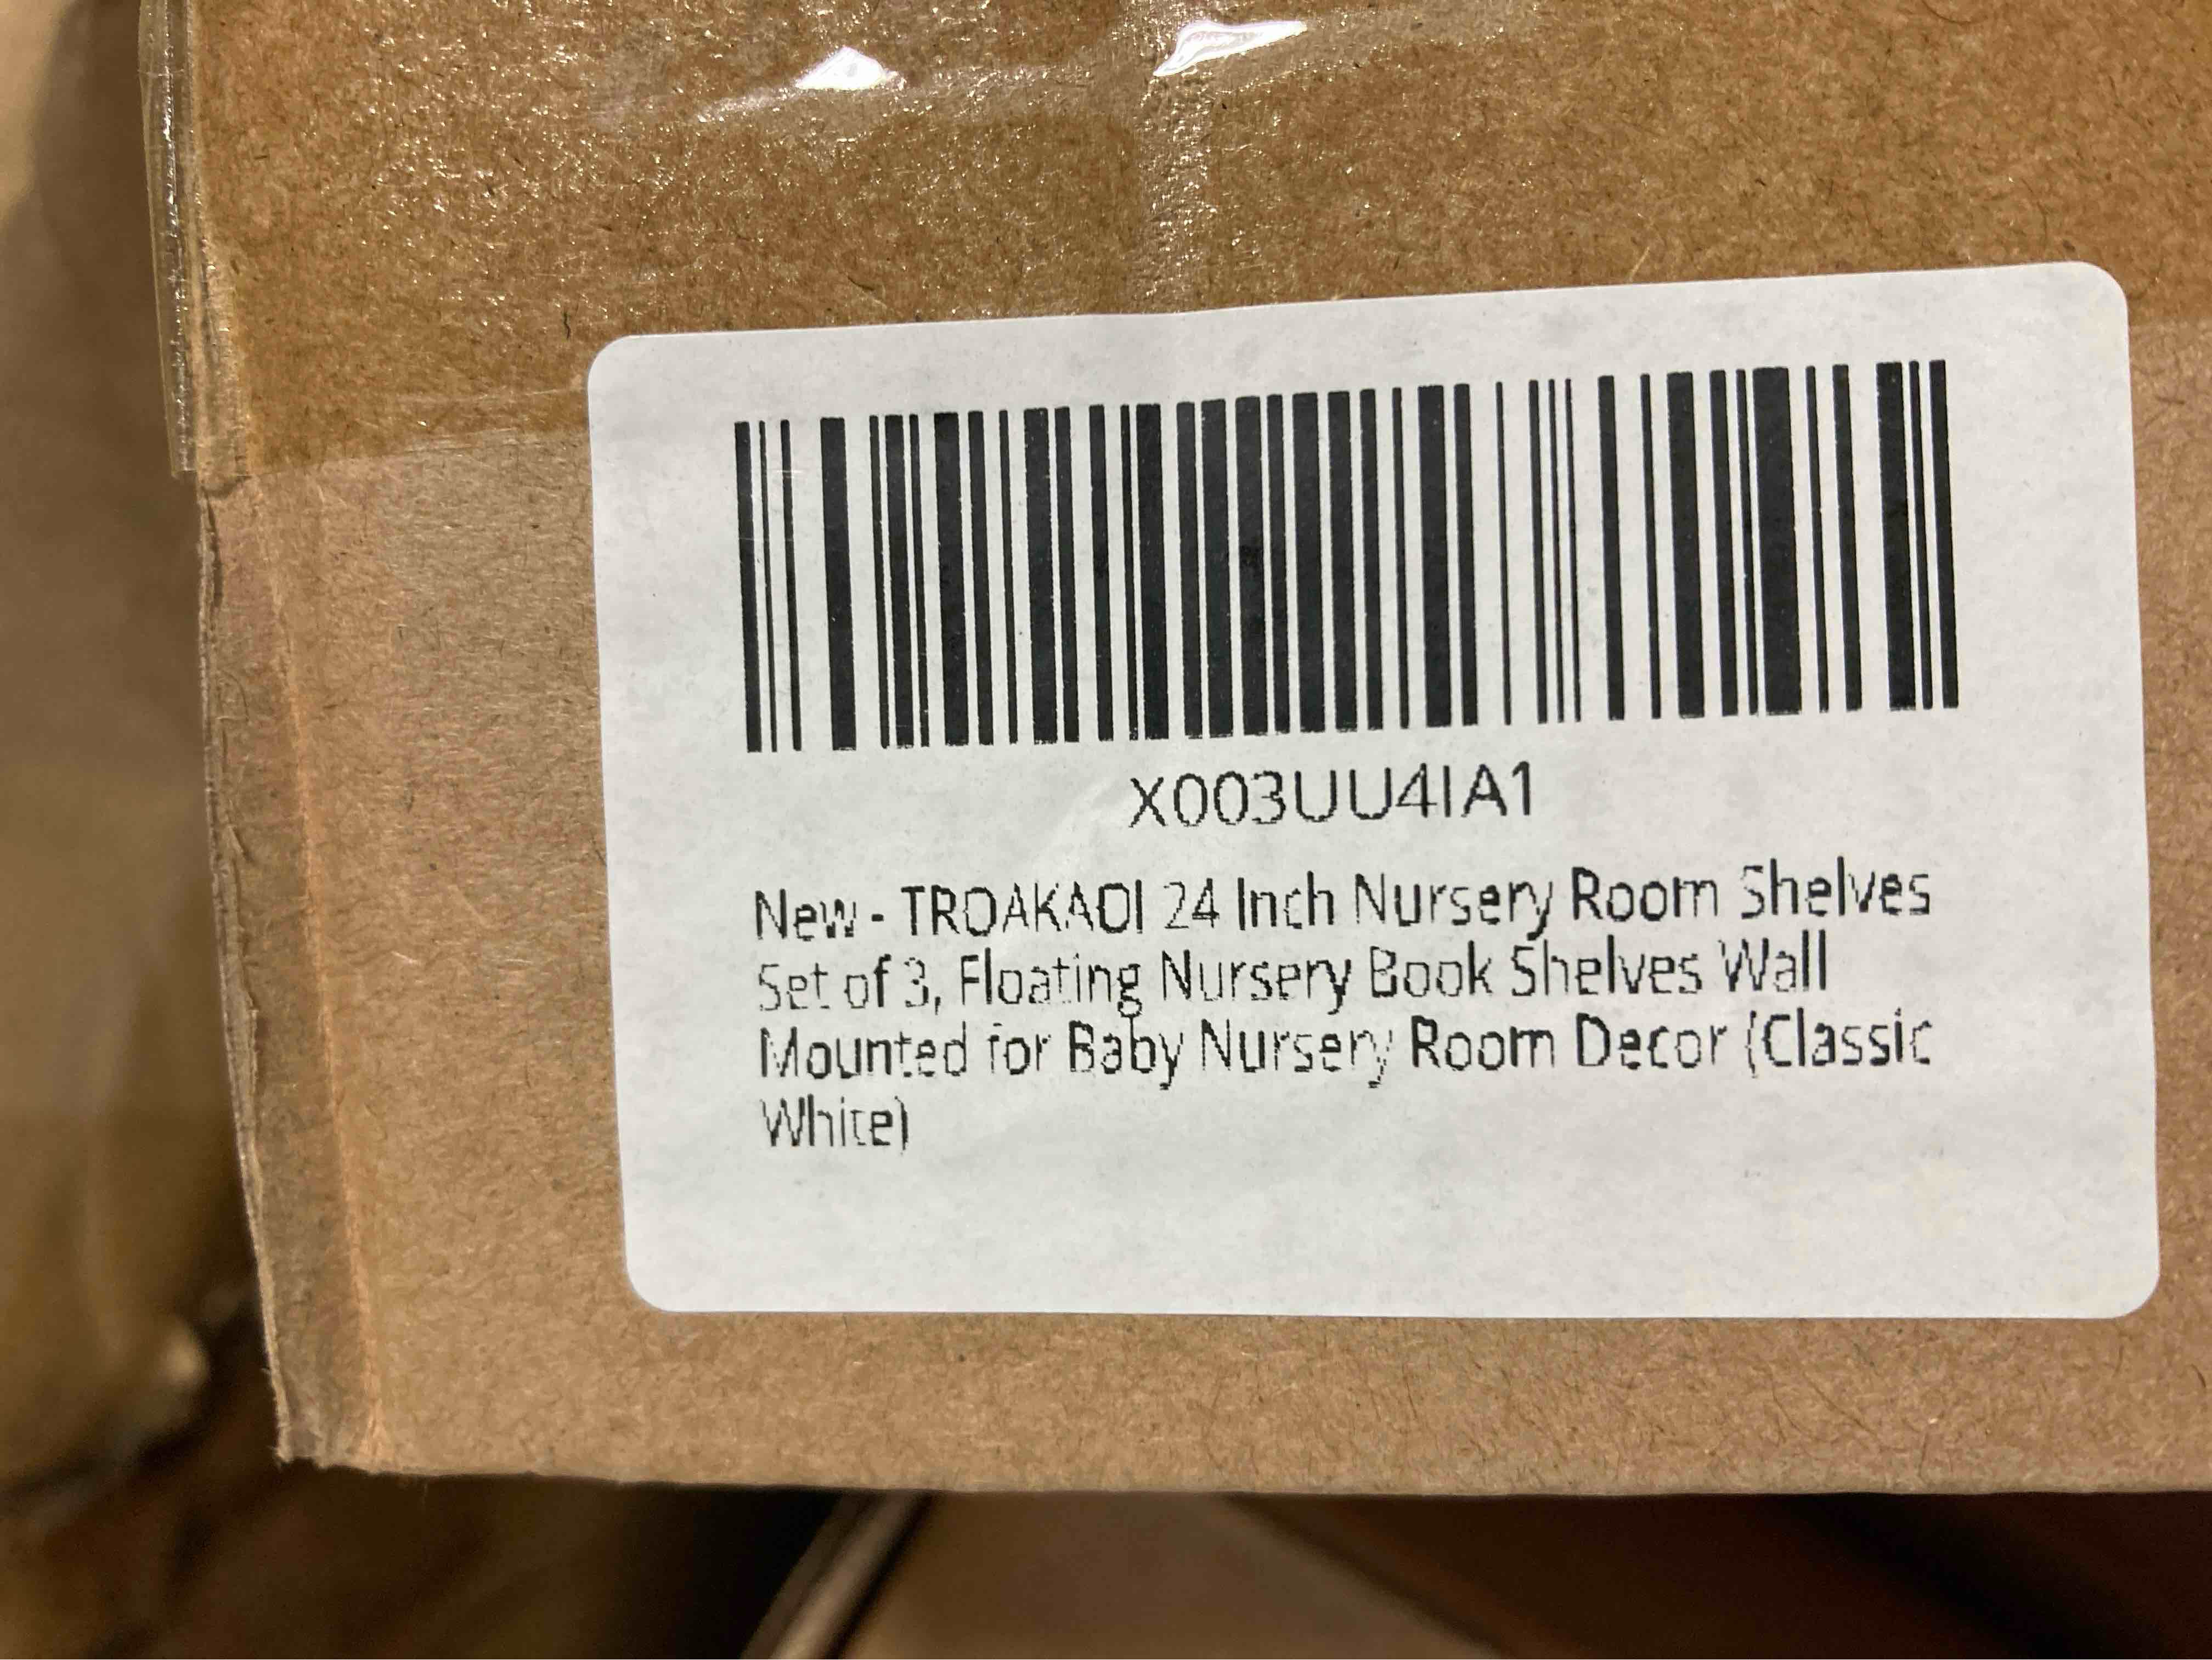 X003UU4IA1
New - TROAKAOI 24 Inch Nursery Room Shelves
Set of 3, Floating Nursery Book Shelves Wall
Mounted for Baby Nursery Room Decor (Classic
White)